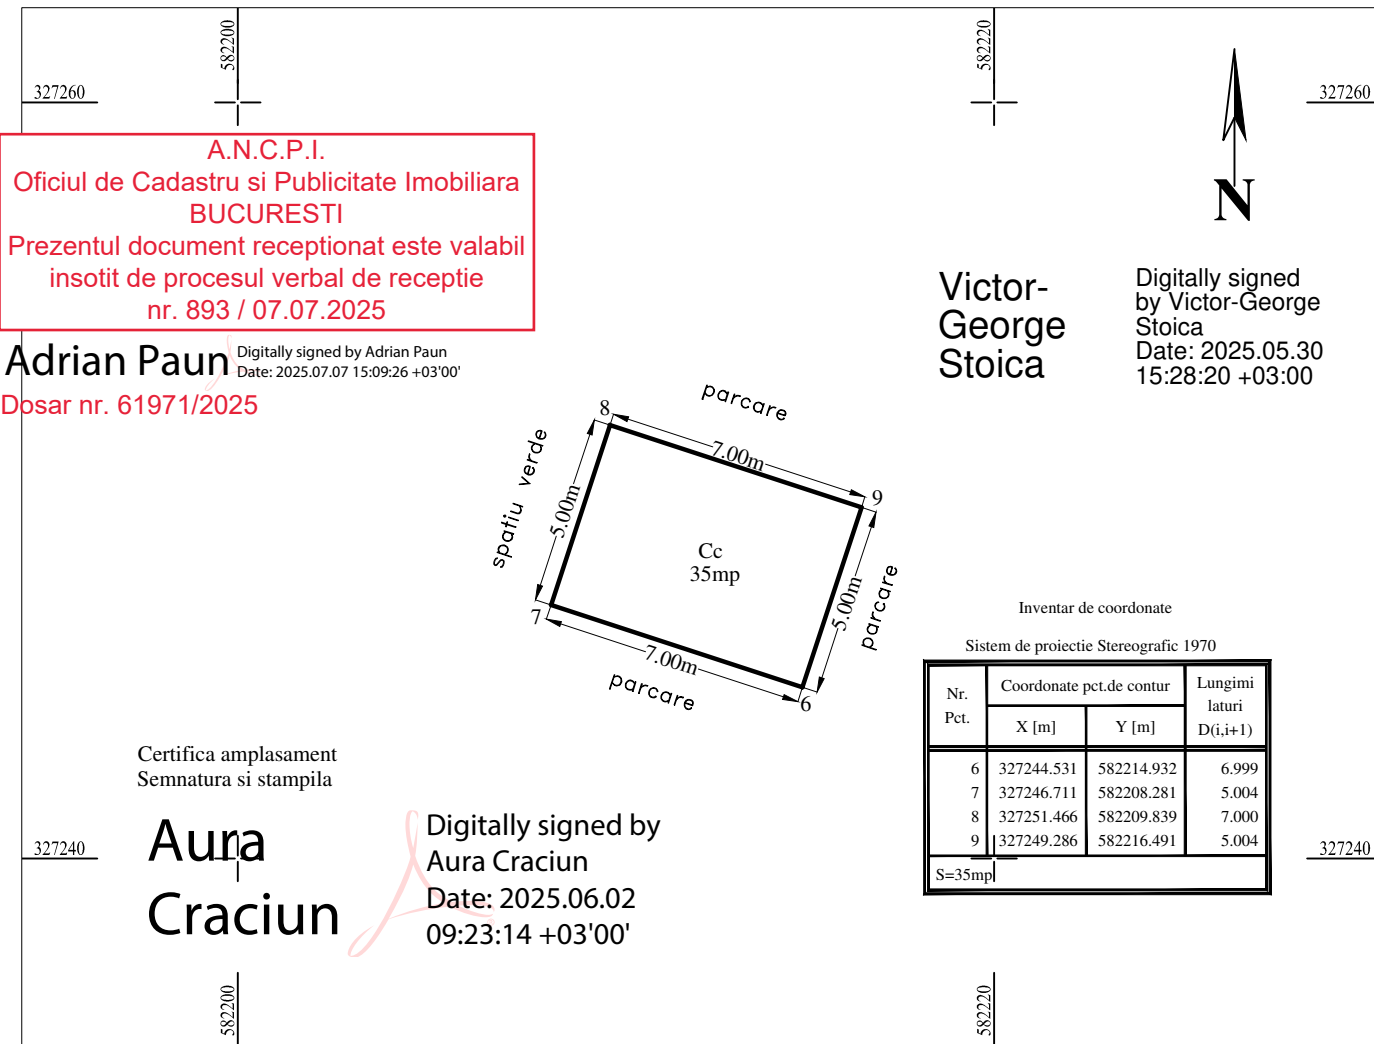 582200
582220
327260
327260
A.N.C.P.I.
Oficiul de Cadastru si Publicitate Imobiliara
BUCURESTI
Prezentul document receptionat este valabil
insotit de procesul verbal de receptie
nr. 893 / 07.07.2025
N
Adrian Paun
Digitally signed by Adrian Paun
Date: 2025.07.07 15:09:26 +03'00'
Dosar nr. 61971/2025
Victor-
George
Stoica
Digitally signed
by Victor-George
Stoica
Date: 2025.05.30
15:28:20 +03:00
parcare
8
7.00m
9
spatiu verde
5.00m
Cc
35mp
5.00m
parcare
7
7.00m
parcare
6
Inventar de coordonate
Sistem de proiectie Stereografic 1970
Nr.
Pct.
Coordonate pct.de contur
X [m]
Y [m]
Lungimi
laturi
D(i,i+1)
6 327244.531 582214.932 6.999
7 327246.711 582208.281 5.004
8 327251.466 582209.839 7.000
9 327249.286 582216.491 5.004
S=35mp
Certifica amplasament
Semnatura si stampila
Aura
Craciun
Digitally signed by
Aura Craciun
Date: 2025.06.02
09:23:14 +03'00'
327240
327240
582200
582220